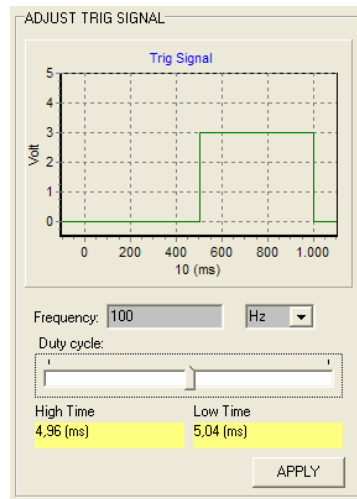 ADJUST TRIG SIGNAL
Trig Signal
5
4
3
2
1
0
Volt
0 200 400 600 800 1.000
10 (ms)
Frequency: 100 Hz
Duty cycle:
High Time Low Time
4,96 (ms) 5,04 (ms)
APPLY